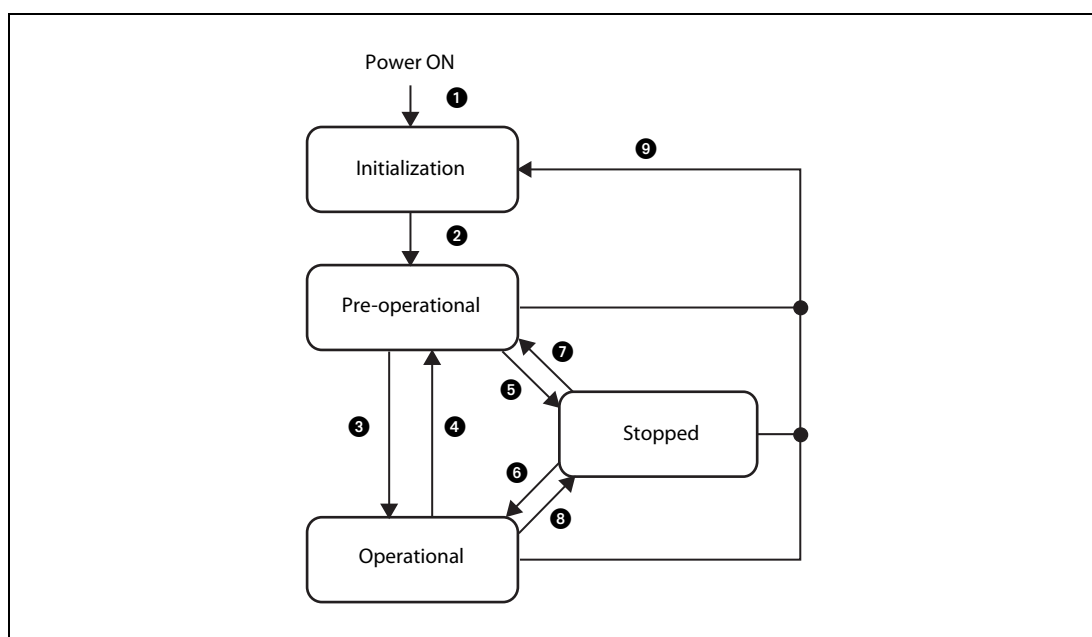 Power ON
❶
Initialization
❾
❷
Pre-operational
❼
❺
❸
❹
Stopped
❻
❽
Operational